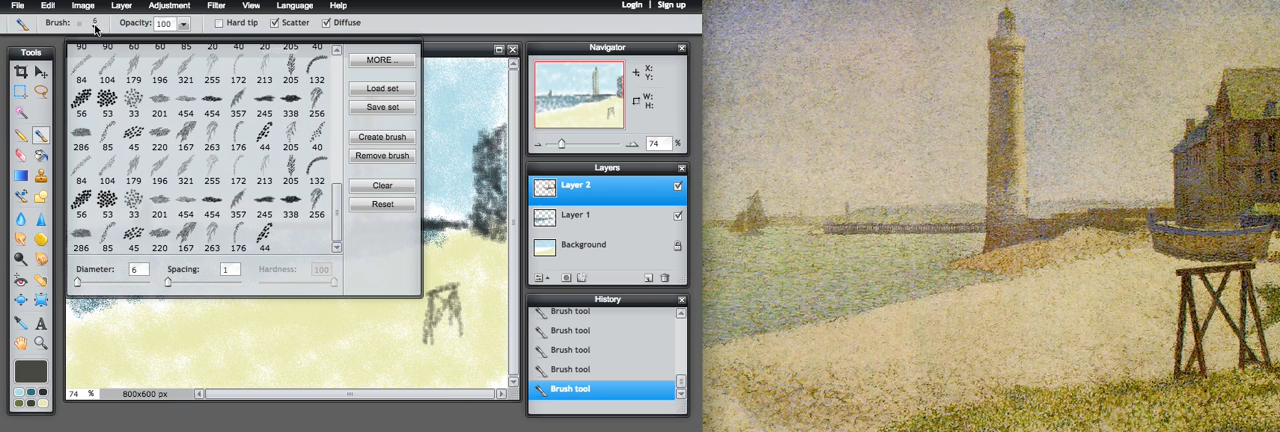 File Edit Image Layer Adjustment Filter View Language Help Login | Sign up
Brush: 6 Opacity: 100 Hard tip Scatter Diffuse
Tools
90 90 60 60 85 20 40 20 205 40
84 104 179 196 321 255 172 213 205 132
56 53 33 201 454 454 357 245 338 256
286 85 45 220 167 263 176 44 205 40
84 104 179 196 321 255 172 213 205 132
56 53 33 201 454 454 357 245 338 256
286 85 45 220 167 263 176 44
MORE ..
Load set
Save set
Create brush
Remove brush
Clear
Reset
Diameter: 6 Spacing: 1 Hardness: 100
74 % 800x600 px
Navigator
X:
Y:
W:
H:
74 %
Layers
Layer 2
Layer 1
Background
History
Brush tool
Brush tool
Brush tool
Brush tool
Brush tool